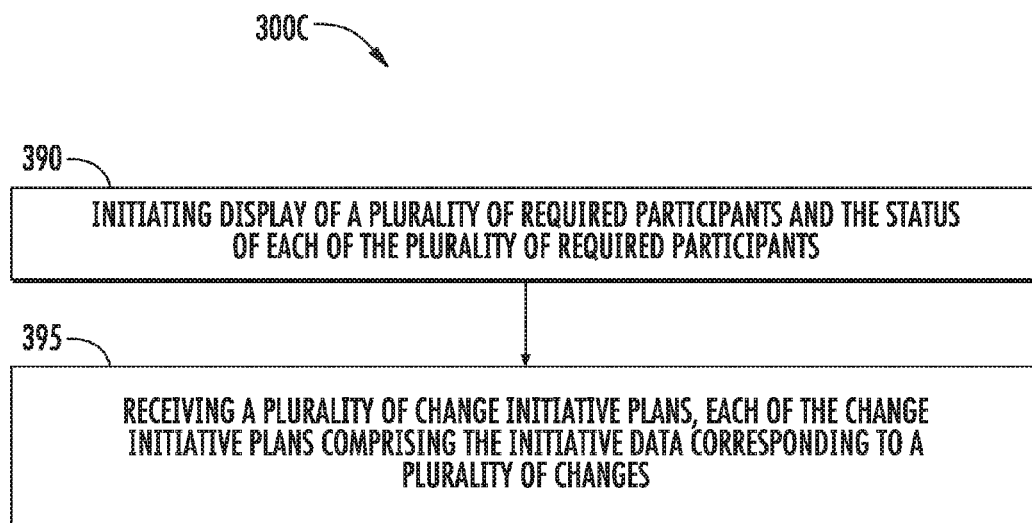 300C
390
INITIATING DISPLAY OF A PLURALITY OF REQUIRED PARTICIPANTS AND THE STATUS
OF EACH OF THE PLURALITY OF REQUIRED PARTICIPANTS
395
RECEIVING A PLURALITY OF CHANGE INITIATIVE PLANS, EACH OF THE CHANGE
INITIATIVE PLANS COMPRISING THE INITIATIVE DATA CORRESPONDING TO A
PLURALITY OF CHANGES